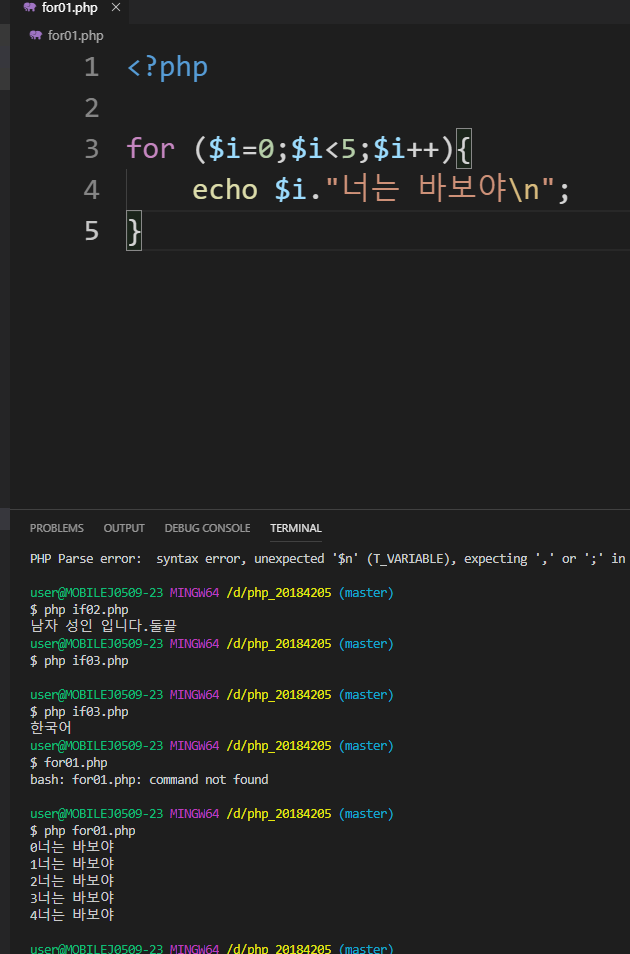 for01.php ×
for01.php
1 <?php
2
3 for ($i=0;$i<5;$i++){
4 echo $i."너는 바보야\n";
5 }
PROBLEMS OUTPUT DEBUG CONSOLE TERMINAL
PHP Parse error:  syntax error, unexpected '$n' (T_VARIABLE), expecting ',' or ';' in
user@MOBILEJ0509-23 MINGW64 /d/php_20184205 (master)
$ php if02.php
남자 성인 입니다.둘끝
user@MOBILEJ0509-23 MINGW64 /d/php_20184205 (master)
$ php if03.php
user@MOBILEJ0509-23 MINGW64 /d/php_20184205 (master)
$ php if03.php
한국어
user@MOBILEJ0509-23 MINGW64 /d/php_20184205 (master)
$ for01.php
bash: for01.php: command not found
user@MOBILEJ0509-23 MINGW64 /d/php_20184205 (master)
$ php for01.php
0너는 바보야
1너는 바보야
2너는 바보야
3너는 바보야
4너는 바보야
user@MOBILEJ0509-23 MINGW64 /d/php_20184205 (master)